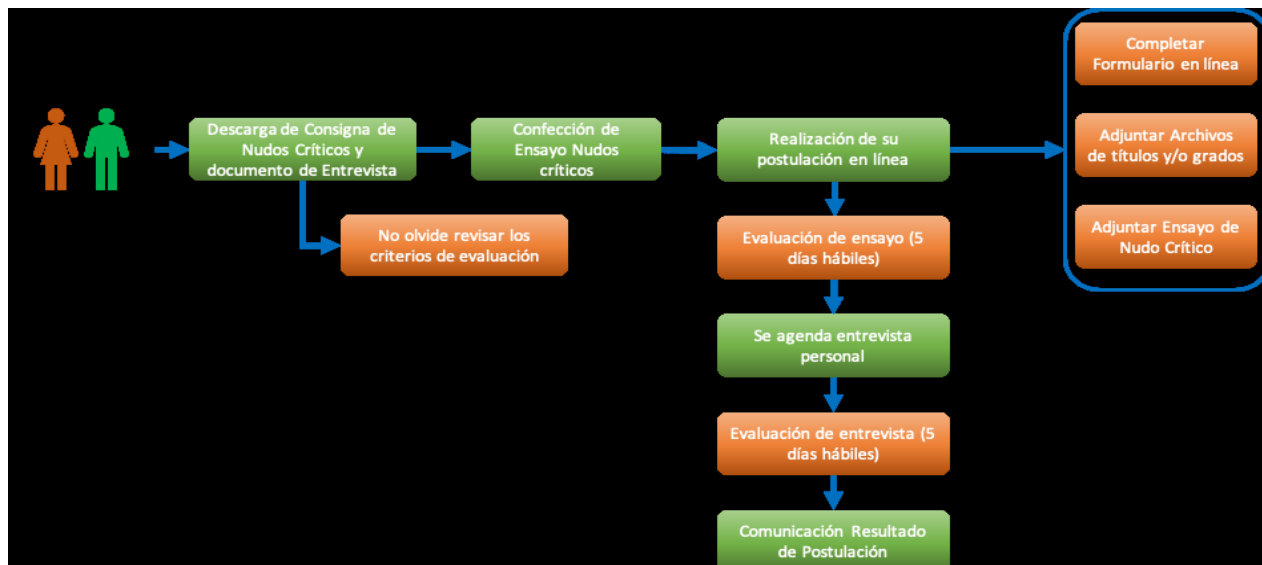 Descarga de Consigna de
Nudos Críticos y
documento de Entrevista
No olvide revisar los
criterios de evaluación
Confección de
Ensayo Nudos
críticos
Realización de su
postulación en línea
Completar
Formulario en línea
Adjuntar Archivos
de títulos y/o grados
Adjuntar Ensayo de
Nudo Crítico
Evaluación de ensayo (5
días hábiles)
Se agenda entrevista
personal
Evaluación de entrevista (5
días hábiles)
Comunicación Resultado
de Postulación